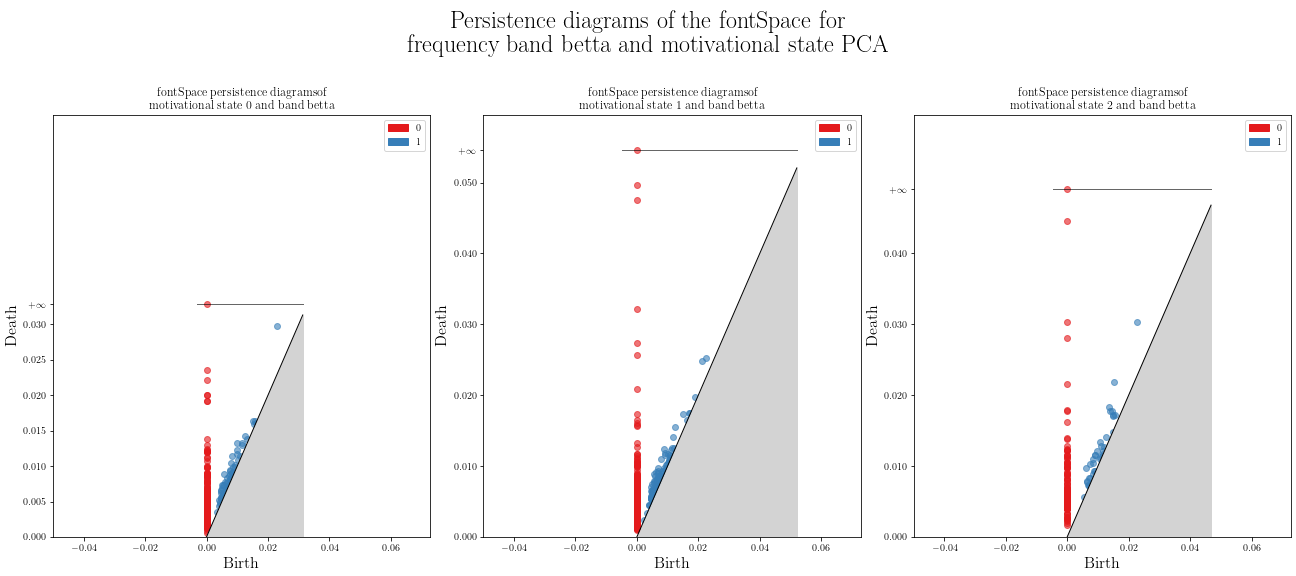 Persistence diagrams of the fontSpace for
frequency band betta and motivational state PCA
fontSpace persistence diagramsof
motivational state 0 and band betta
0
1
+∞
0.030
0.025
0.020
0.015
0.010
0.005
0.000
Death
−0.04 −0.02 0.00 0.02 0.04 0.06
Birth
fontSpace persistence diagramsof
motivational state 1 and band betta
0
1
+∞
0.050
0.040
0.030
0.020
0.010
0.000
Death
−0.04 −0.02 0.00 0.02 0.04 0.06
Birth
fontSpace persistence diagramsof
motivational state 2 and band betta
0
1
+∞
0.040
0.030
0.020
0.010
0.000
Death
−0.04 −0.02 0.00 0.02 0.04 0.06
Birth